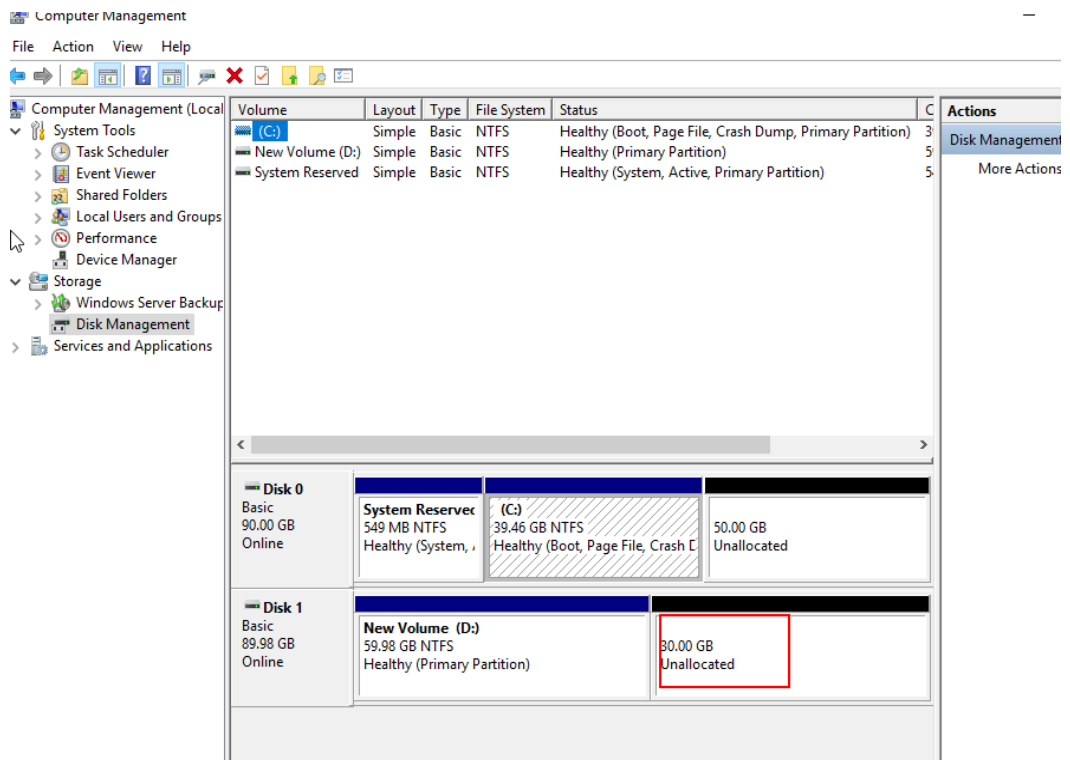 Computer Management
File Action View Help
Computer Management (Local
System Tools
Task Scheduler
Event Viewer
Shared Folders
Local Users and Groups
Performance
Device Manager
Storage
Windows Server Backup
Disk Management
Services and Applications
Volume Layout Type File System Status C
(C:) Simple Basic NTFS Healthy (Boot, Page File, Crash Dump, Primary Partition) 39
New Volume (D:) Simple Basic NTFS Healthy (Primary Partition) 59
System Reserved Simple Basic NTFS Healthy (System, Active, Primary Partition) 54
Actions
Disk Management
More Actions
Disk 0
Basic
90.00 GB
Online
System Reserved
549 MB NTFS
Healthy (System, A
(C:)
39.46 GB NTFS
Healthy (Boot, Page File, Crash D
50.00 GB
Unallocated
Disk 1
Basic
89.98 GB
Online
New Volume (D:)
59.98 GB NTFS
Healthy (Primary Partition)
30.00 GB
Unallocated